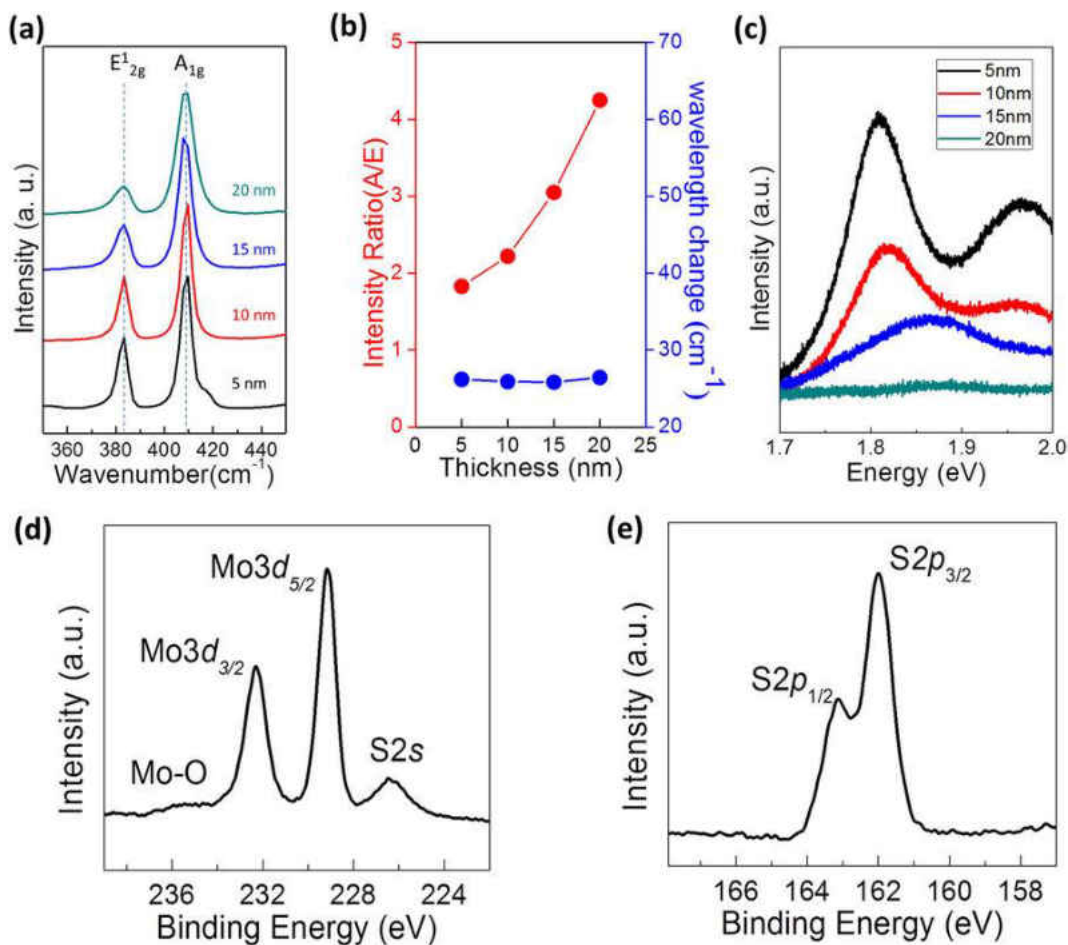 (a)
E¹₂g
A₁g
20 nm
15 nm
10 nm
5 nm
Intensity (a. u.)
360
380
400
420
440
Wavenumber(cm⁻¹)
(b)
5
4
3
2
1
0
Intensity Ratio(A/E)
70
60
50
40
30
20
wavelength change (cm⁻¹)
0
5
10
15
20
25
Thickness (nm)
(c)
5nm
10nm
15nm
20nm
Intensity (a.u.)
1.7
1.8
1.9
2.0
Energy (eV)
(d)
Mo3d₅/₂
Mo3d₃/₂
Mo-O
S2s
Intensity (a.u.)
236
232
228
224
Binding Energy (eV)
(e)
S2p₃/₂
S2p₁/₂
Intensity (a.u.)
166
164
162
160
158
Binding Energy (eV)